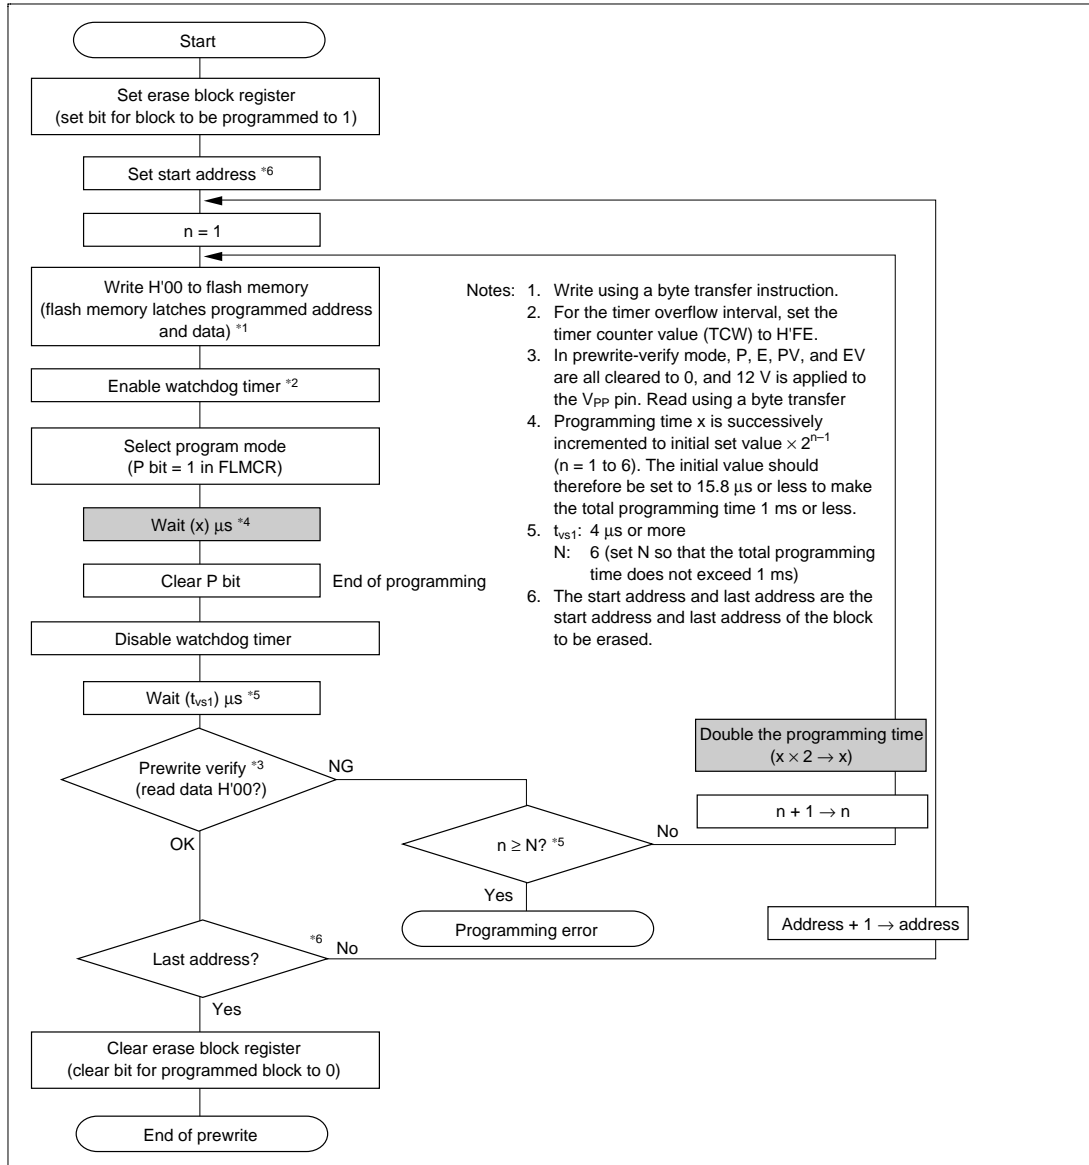 Start
Set erase block register
(set bit for block to be programmed to 1)
Set start address *6
n = 1
Write H'00 to flash memory
(flash memory latches programmed address
and data) *1
Enable watchdog timer *2
Select program mode
(P bit = 1 in FLMCR)
Wait (x) μs *4
Clear P bit
End of programming
Disable watchdog timer
Wait (tvs1) μs *5
Prewrite verify *3
(read data H'00?)
NG
OK
n ≥ N? *5
No
Yes
Programming error
Double the programming time
(x × 2 → x)
n + 1 → n
Address + 1 → address
Last address?
*6
No
Yes
Clear erase block register
(clear bit for programmed block to 0)
End of prewrite
Notes: 1. Write using a byte transfer instruction.
2. For the timer overflow interval, set the
timer counter value (TCW) to H'FE.
3. In prewrite-verify mode, P, E, PV, and EV
are all cleared to 0, and 12 V is applied to
the VPP pin. Read using a byte transfer
4. Programming time x is successively
incremented to initial set value × 2^n–1
(n = 1 to 6). The initial value should
therefore be set to 15.8 μs or less to make
the total programming time 1 ms or less.
5. tvs1: 4 μs or more
N: 6 (set N so that the total programming
time does not exceed 1 ms)
6. The start address and last address are the
start address and last address of the block
to be erased.